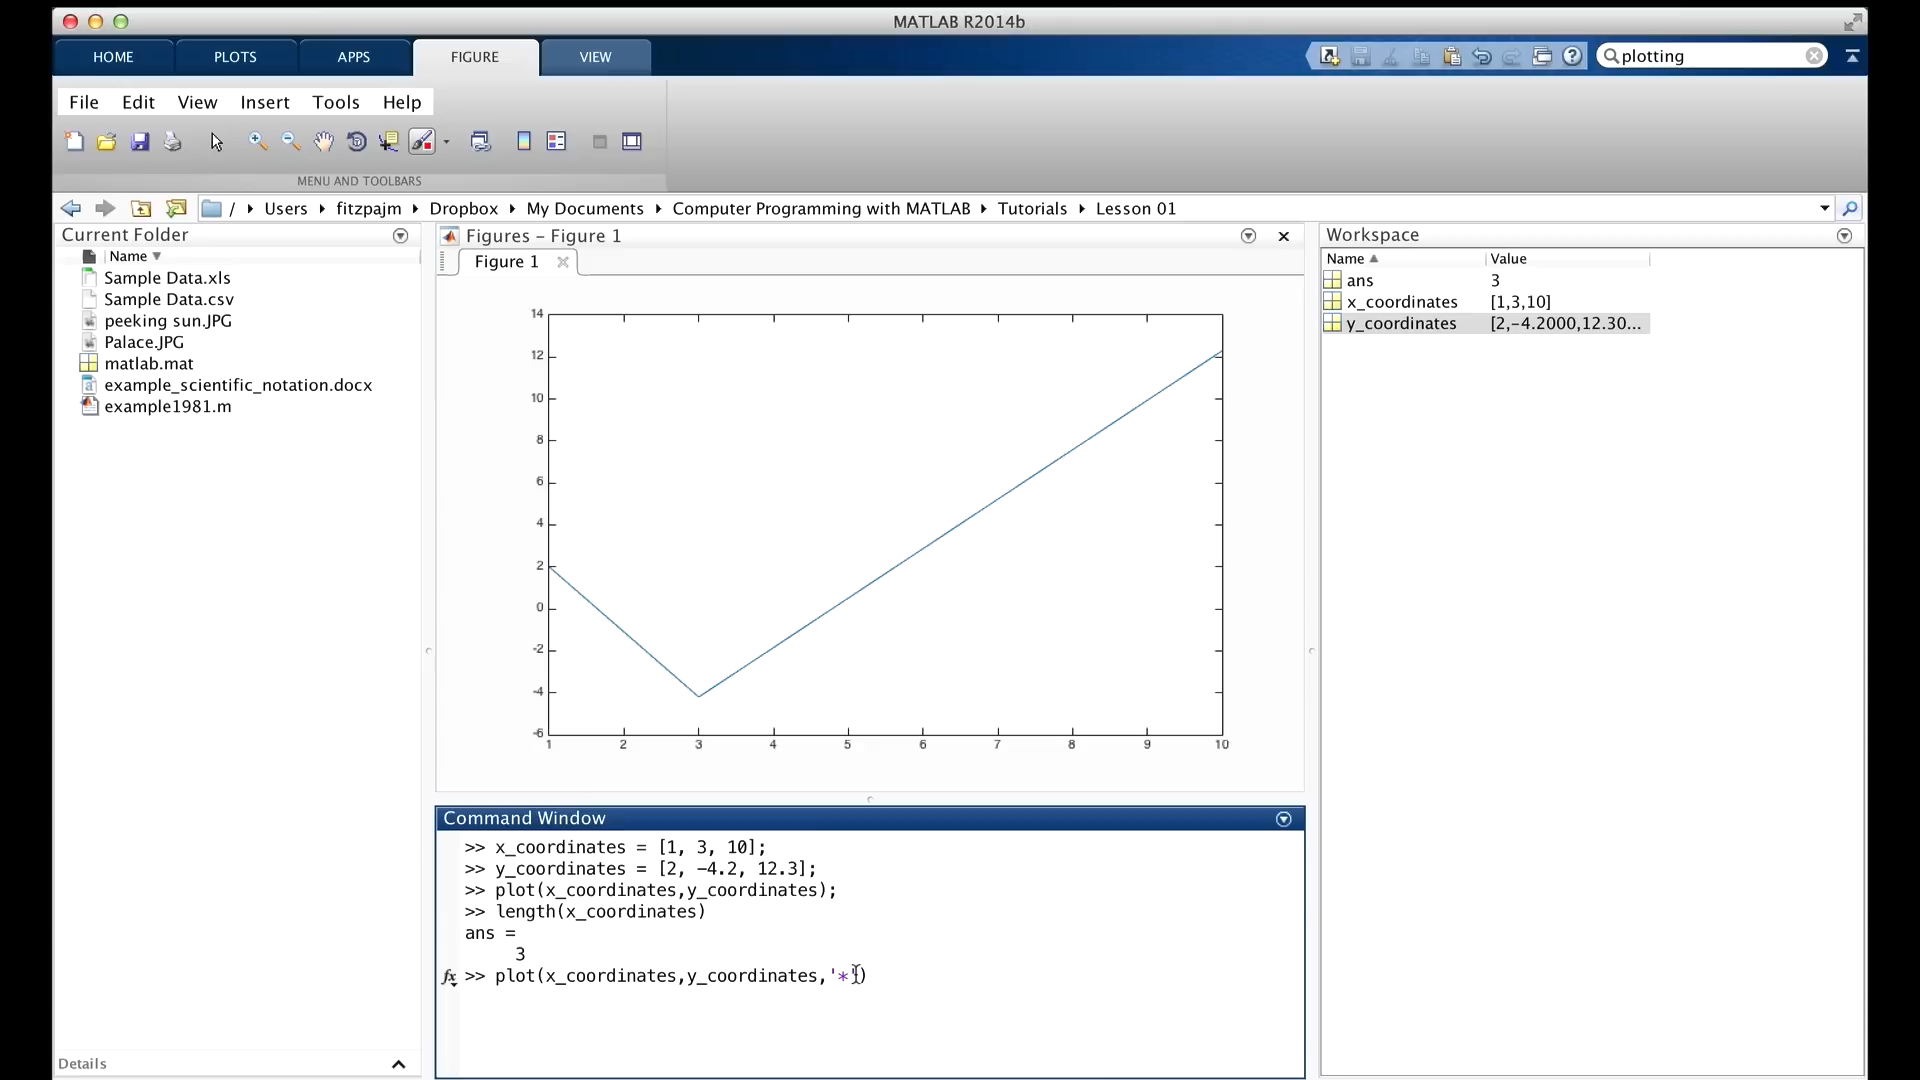 MATLAB R2014b
HOME
PLOTS
APPS
FIGURE
VIEW
plotting
File Edit View Insert Tools Help
MENU AND TOOLBARS
/ Users fitzpajm Dropbox My Documents Computer Programming with MATLAB Tutorials Lesson 01
Current Folder
Name
Sample Data.xls
Sample Data.csv
peeking sun.JPG
Palace.JPG
matlab.mat
example_scientific_notation.docx
example1981.m
Details
Figures - Figure 1
Figure 1
14
12
10
8
6
4
2
0
-2
-4
-6
1 2 3 4 5 6 7 8 9 10
Command Window
>> x_coordinates = [1, 3, 10];
>> y_coordinates = [2, -4.2, 12.3];
>> plot(x_coordinates,y_coordinates);
>> length(x_coordinates)
ans =
3
fx >> plot(x_coordinates,y_coordinates,'*')
Workspace
Name Value
ans 3
x_coordinates [1,3,10]
y_coordinates [2,-4.2000,12.30...